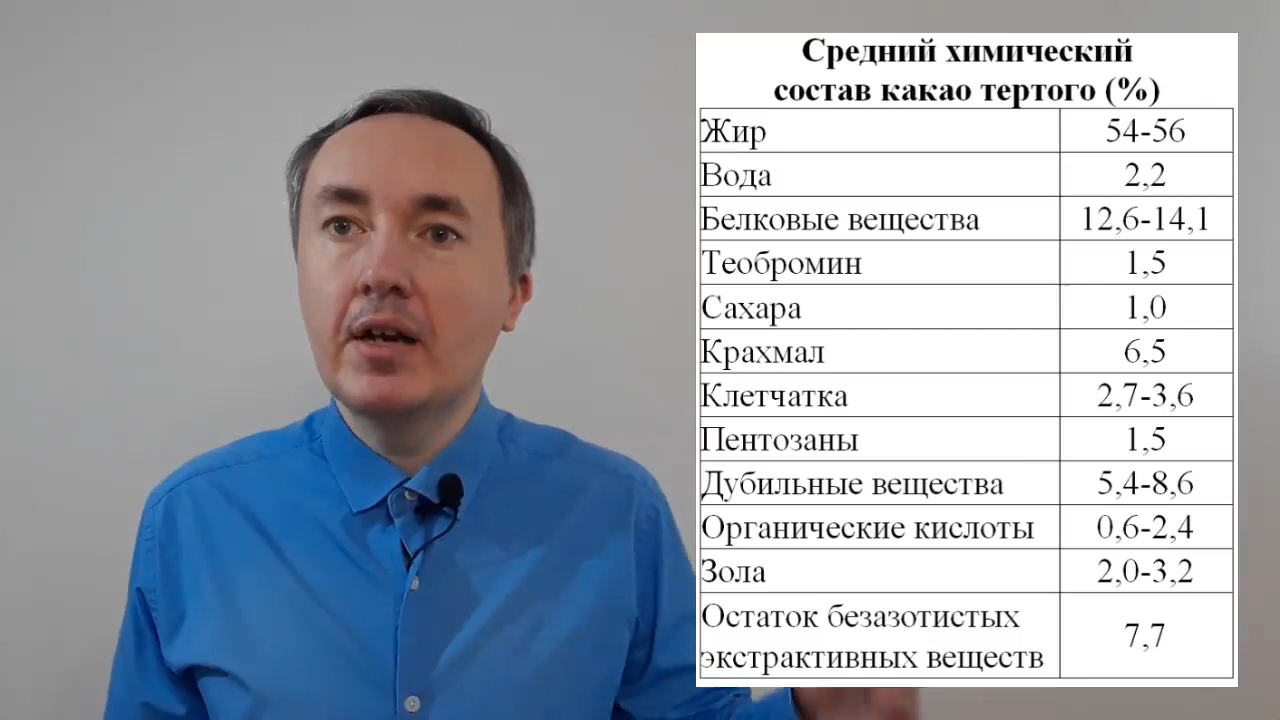 Средний химический
состав какао тертого (%)
Жир 54-56
Вода 2,2
Белковые вещества 12,6-14,1
Теобромин 1,5
Сахара 1,0
Крахмал 6,5
Клетчатка 2,7-3,6
Пентозаны 1,5
Дубильные вещества 5,4-8,6
Органические кислоты 0,6-2,4
Зола 2,0-3,2
Остаток безазотистых
экстрактивных веществ 7,7